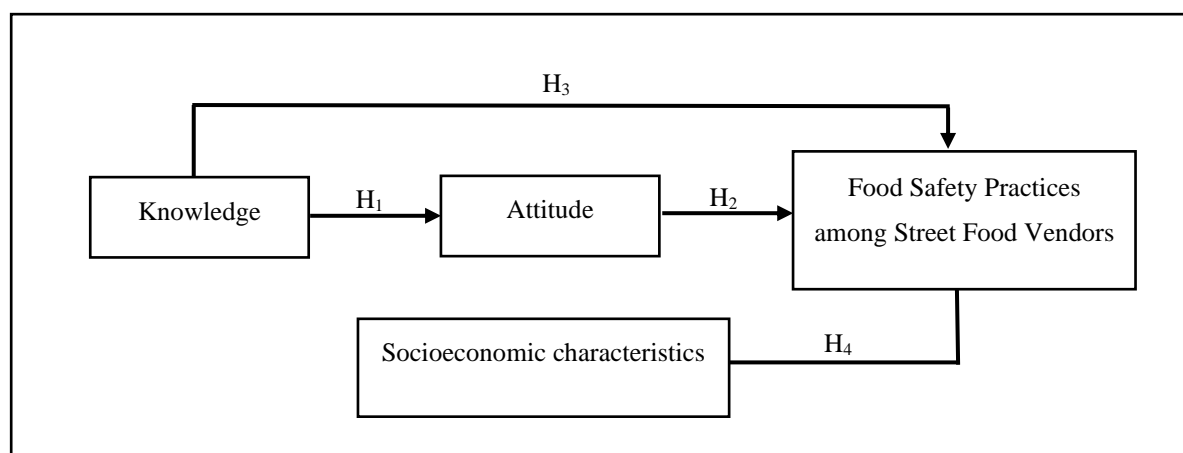 H₃
Knowledge
H₁
Attitude
H₂
Food Safety Practices
among Street Food Vendors
Socioeconomic characteristics
H₄